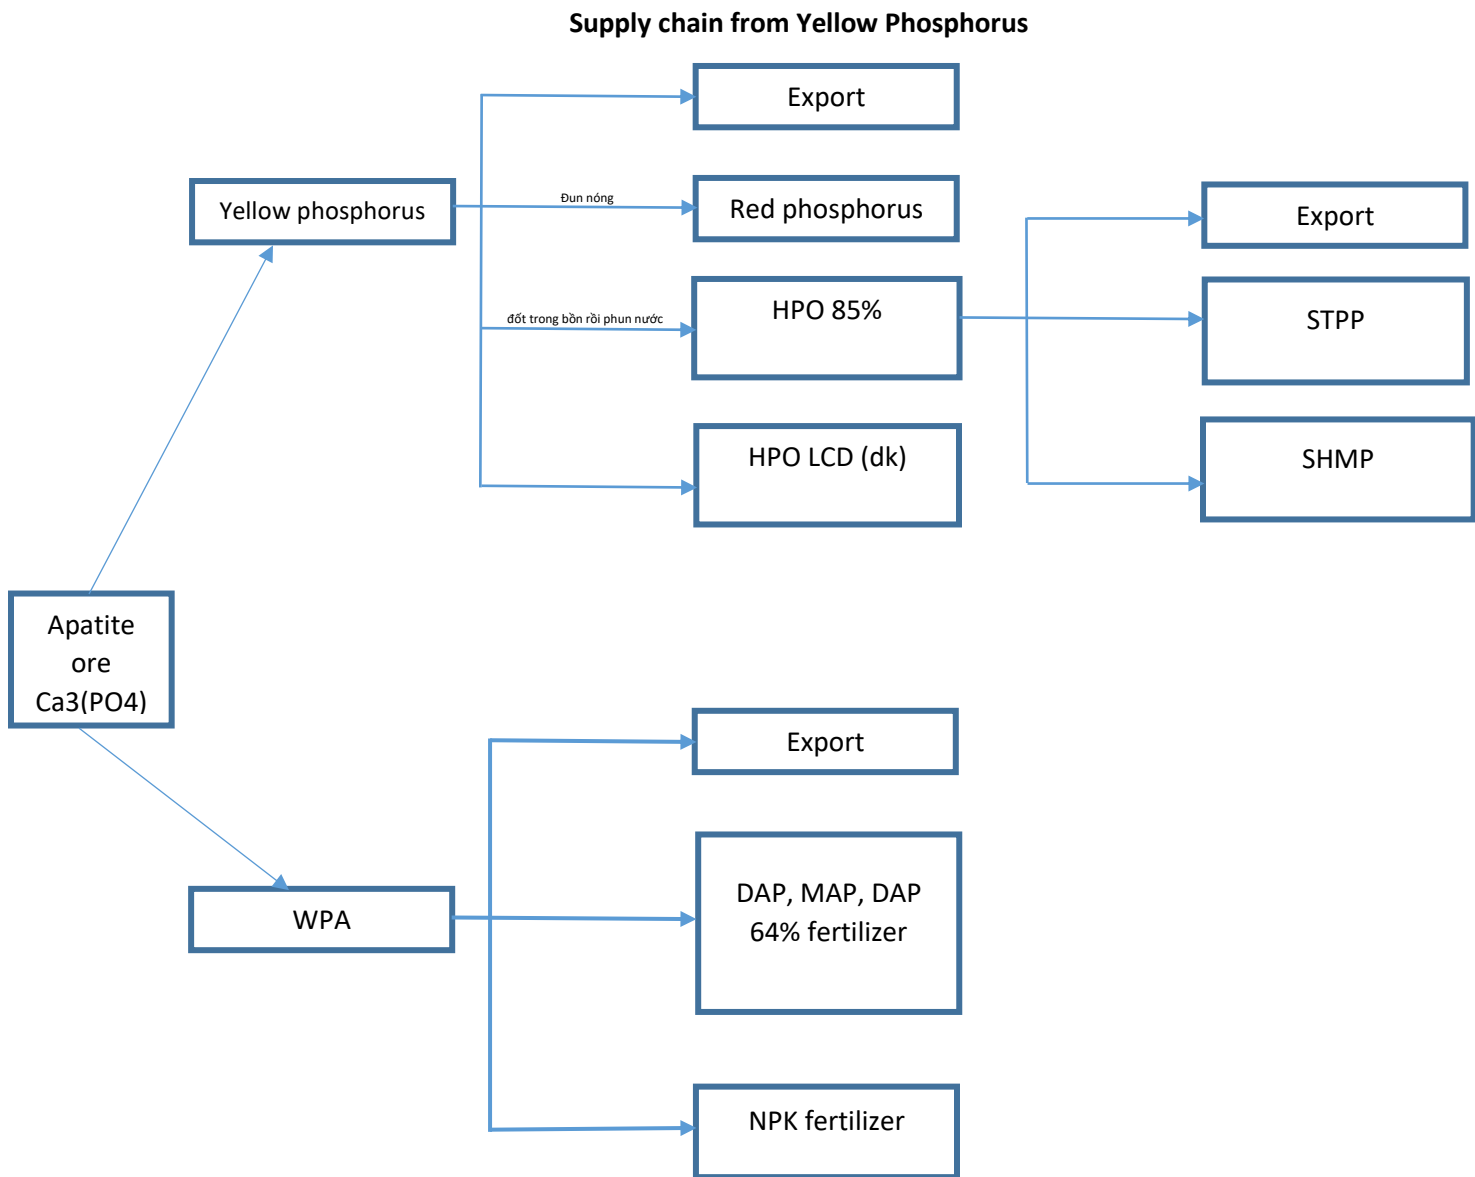 Supply chain from Yellow Phosphorus
Export
Yellow phosphorus
Đun nóng
Red phosphorus
Export
đốt trong bồn rồi phun nước
HPO 85%
STPP
HPO LCD (dk)
SHMP
Apatite
ore
Ca3(PO4)
Export
WPA
DAP, MAP, DAP
64% fertilizer
NPK fertilizer